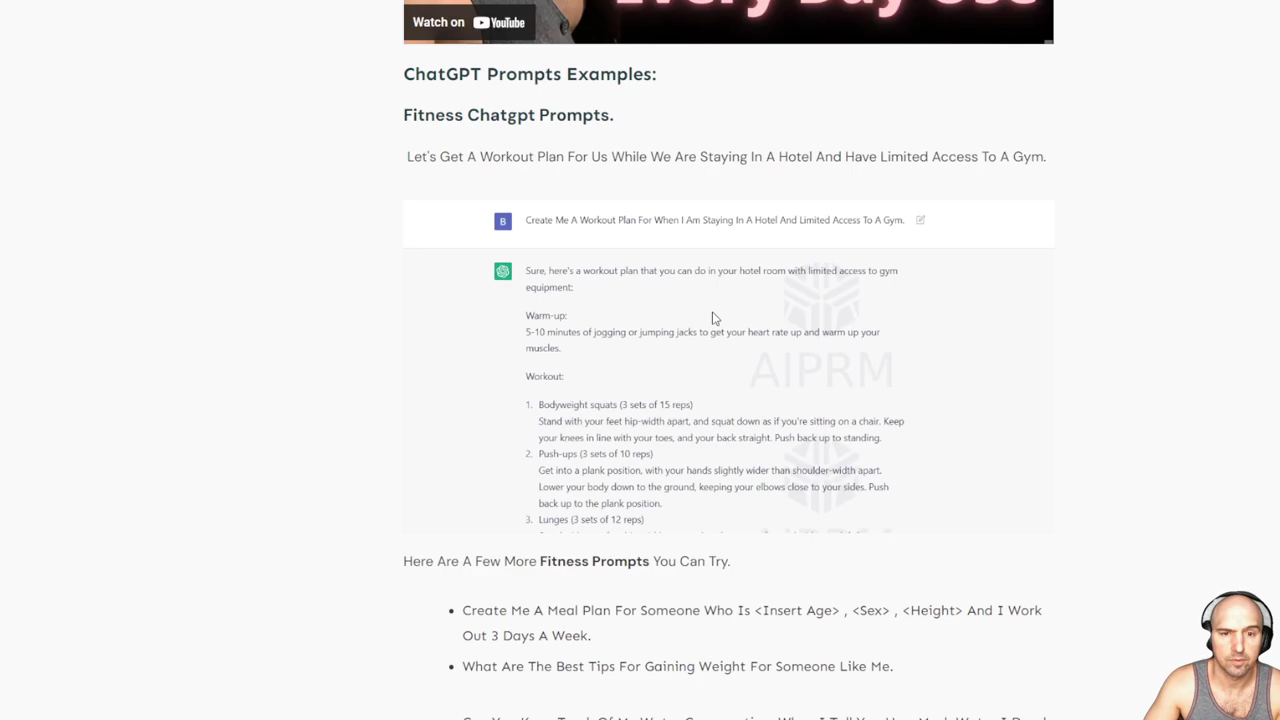 Every Day Use
Watch on YouTube
ChatGPT Prompts Examples:
Fitness Chatgpt Prompts.
Let's Get A Workout Plan For Us While We Are Staying In A Hotel And Have Limited Access To A Gym.
B
Create Me A Workout Plan For When I Am Staying In A Hotel And Limited Access To A Gym.
Sure, here's a workout plan that you can do in your hotel room with limited access to gym
equipment:
Warm-up:
5-10 minutes of jogging or jumping jacks to get your heart rate up and warm up your
muscles.
AIPRM
Workout:
1. Bodyweight squats (3 sets of 15 reps)
Stand with your feet hip-width apart, and squat down as if you're sitting on a chair. Keep
your knees in line with your toes, and your back straight. Push back up to standing.
2. Push-ups (3 sets of 10 reps)
Get into a plank position, with your hands slightly wider than shoulder-width apart.
Lower your body down to the ground, keeping your elbows close to your sides. Push
back up to the plank position.
3. Lunges (3 sets of 12 reps)
Here Are A Few More Fitness Prompts You Can Try.
• Create Me A Meal Plan For Someone Who Is <Insert Age> , <Sex> , <Height> And I Work
Out 3 Days A Week.
• What Are The Best Tips For Gaining Weight For Someone Like Me.